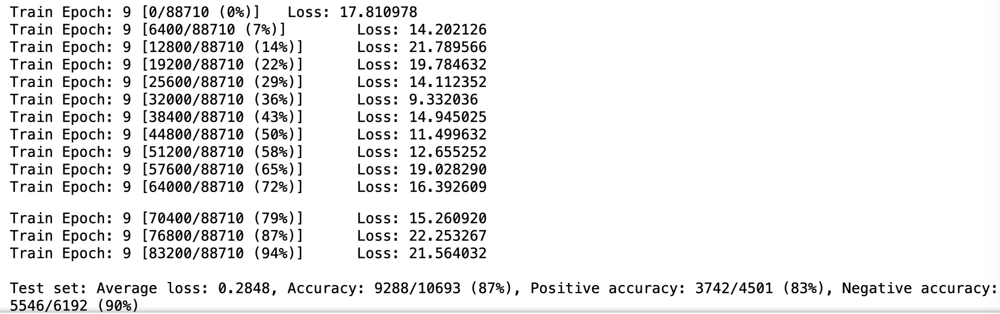 Train Epoch: 9 [0/88710 (0%)]	Loss: 17.810978
Train Epoch: 9 [6400/88710 (7%)]	Loss: 14.202126
Train Epoch: 9 [12800/88710 (14%)]	Loss: 21.789566
Train Epoch: 9 [19200/88710 (22%)]	Loss: 19.784632
Train Epoch: 9 [25600/88710 (29%)]	Loss: 14.112352
Train Epoch: 9 [32000/88710 (36%)]	Loss: 9.332036
Train Epoch: 9 [38400/88710 (43%)]	Loss: 14.945025
Train Epoch: 9 [44800/88710 (50%)]	Loss: 11.499632
Train Epoch: 9 [51200/88710 (58%)]	Loss: 12.655252
Train Epoch: 9 [57600/88710 (65%)]	Loss: 19.028290
Train Epoch: 9 [64000/88710 (72%)]	Loss: 16.392609
Train Epoch: 9 [70400/88710 (79%)]	Loss: 15.260920
Train Epoch: 9 [76800/88710 (87%)]	Loss: 22.253267
Train Epoch: 9 [83200/88710 (94%)]	Loss: 21.564032
Test set: Average loss: 0.2848, Accuracy: 9288/10693 (87%), Positive accuracy: 3742/4501 (83%), Negative accuracy:
5546/6192 (90%)